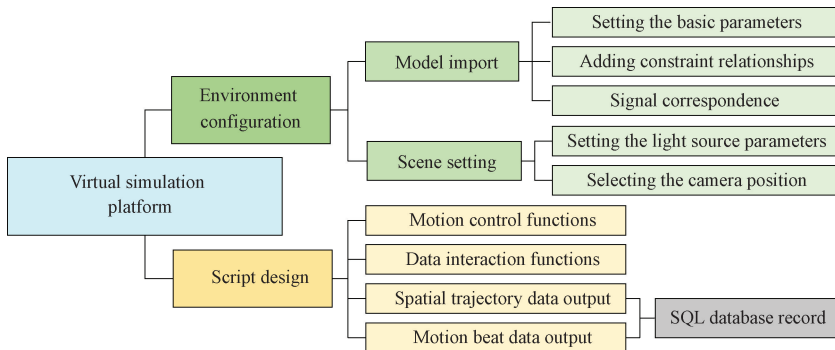 Virtual simulation
platform
Environment
configuration
Model import
Setting the basic parameters
Adding constraint relationships
Signal correspondence
Scene setting
Setting the light source parameters
Selecting the camera position
Script design
Motion control functions
Data interaction functions
Spatial trajectory data output
Motion beat data output
SQL database record